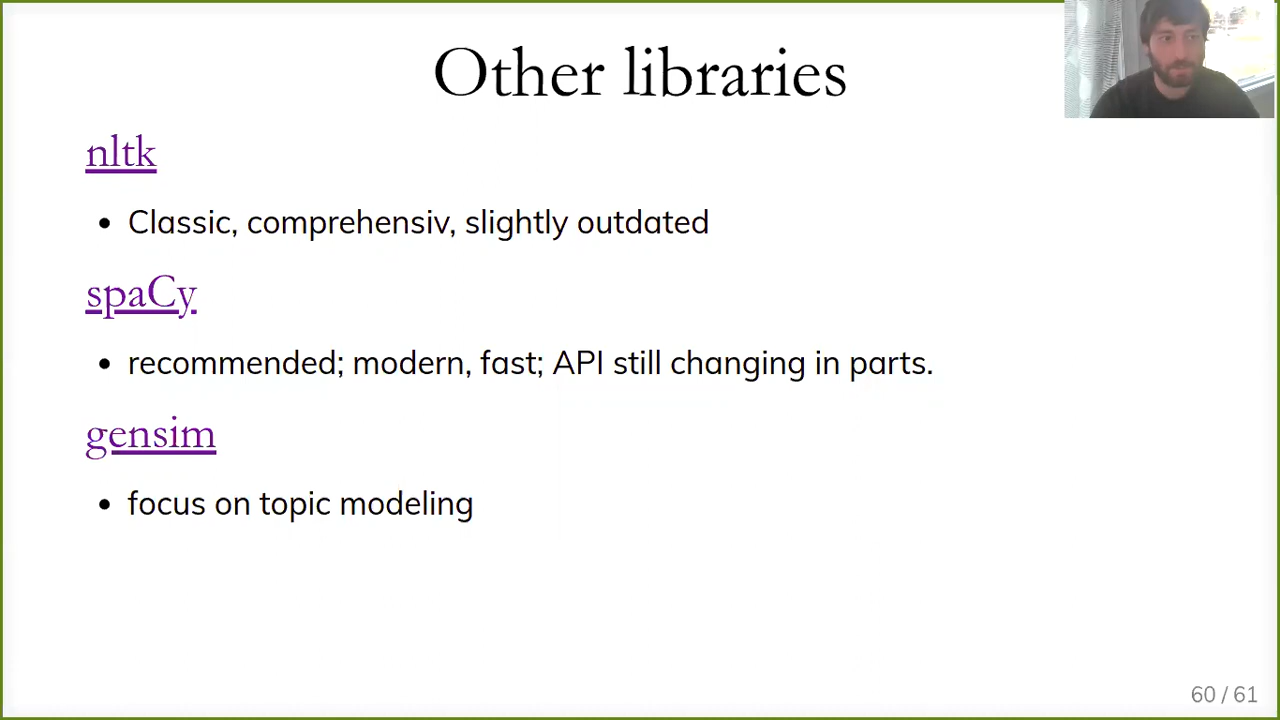 Other libraries
nltk
• Classic, comprehensiv, slightly outdated
spaCy
• recommended; modern, fast; API still changing in parts.
gensim
• focus on topic modeling
60 / 61